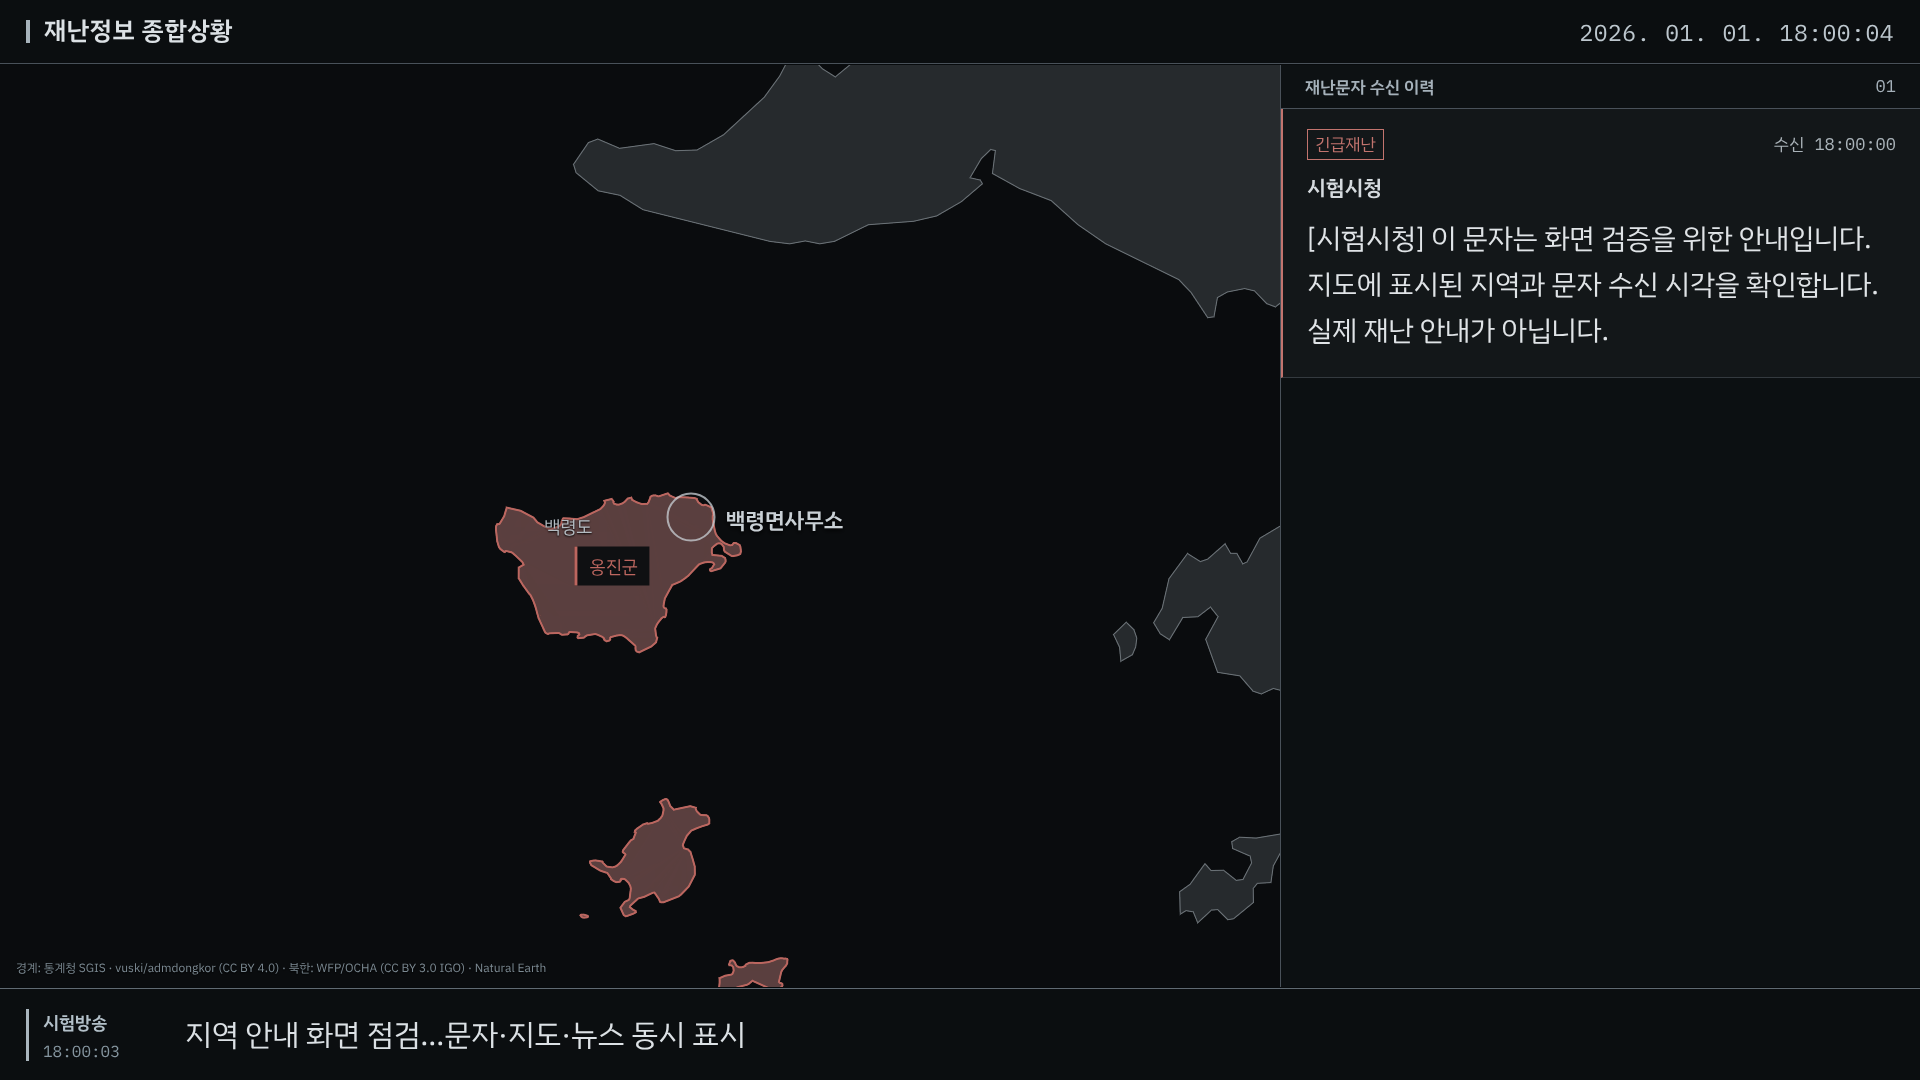 재난정보 종합상황
2026. 01. 01. 18:00:04
재난문자 수신 이력
01
긴급재난
수신 18:00:00
시험시청
[시험시청] 이 문자는 화면 검증을 위한 안내입니다.
지도에 표시된 지역과 문자 수신 시각을 확인합니다.
실제 재난 안내가 아닙니다.
백령도
백령면사무소
옹진군
경계: 통계청 SGIS · vuski/admdongkor (CC BY 4.0) · 북한: WFP/OCHA (CC BY 3.0 IGO) · Natural Earth
시험방송
18:00:03
지역 안내 화면 점검…문자·지도·뉴스 동시 표시